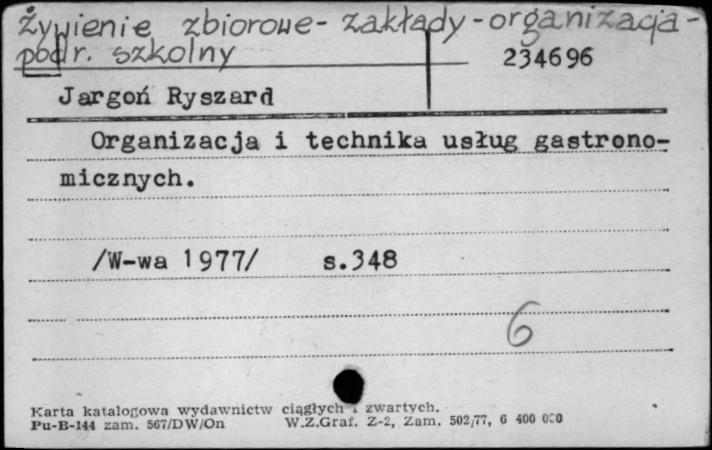 Żywienie zbiorowe - zakłady - organizacja -
podr. szkolny
234696
Jargoń Ryszard
Organizacja i technika usług gastrono-
micznych.
/W-wa 1977/ s.348
6
Karta katalogowa wydawnictw ciągłych i zwartych.
Pu-B-144 zam. 567/DW/On W.Z.Graf. Z-2, Zam. 502/77, 6 400 000